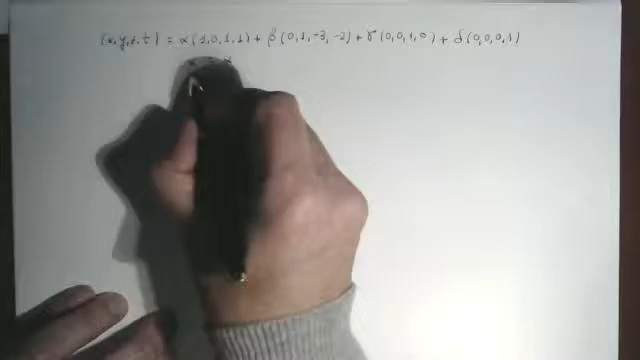 (x,y,z,t) = α(1,0,1,1) + β(0,1,-3,-2) + γ(0,0,1,0) + δ(0,0,0,1)